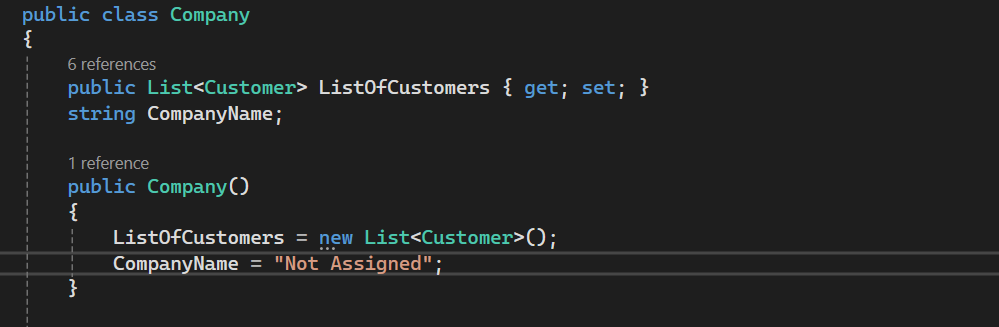 public class Company
{
6 references
public List<Customer> ListOfCustomers { get; set; }
string CompanyName;
1 reference
public Company()
{
ListOfCustomers = new List<Customer>();
CompanyName = "Not Assigned";
}